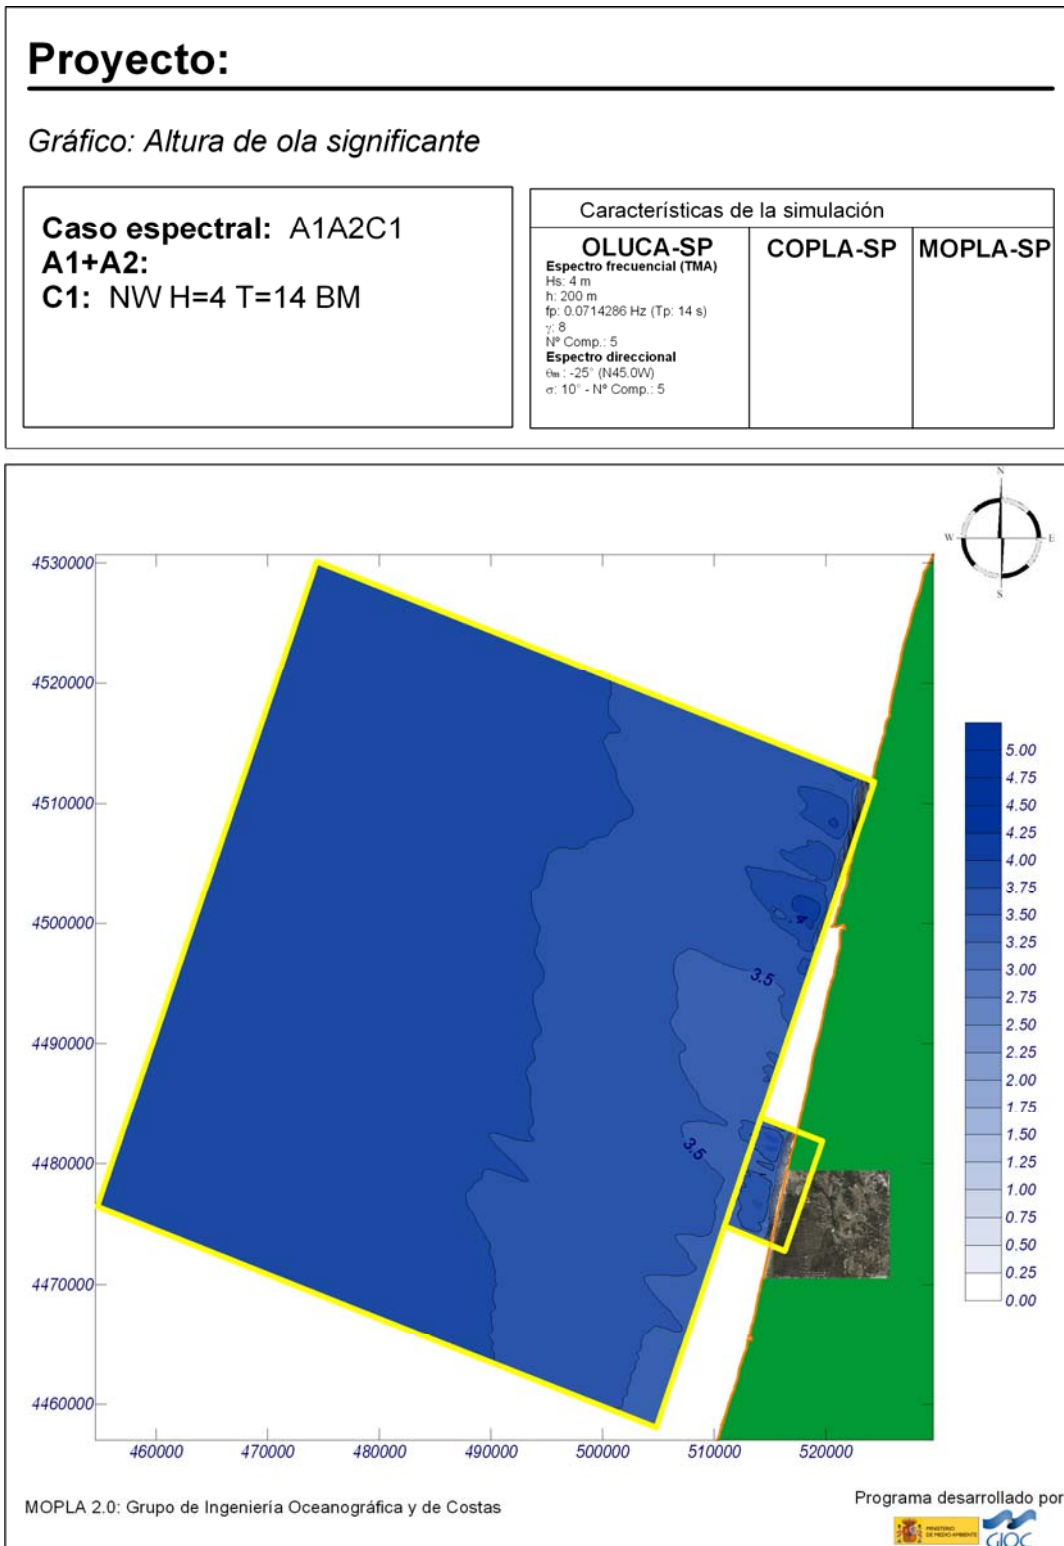 Proyecto:
Gráfico: Altura de ola significante
Caso espectral: A1A2C1
A1+A2:
C1: NW H=4 T=14 BM
Características de la simulación
OLUCA-SP
Espectro frecuencial (TMA)
Hs: 4 m
h: 200 m
fp: 0.0714286 Hz (Tp: 14 s)
γ: 8
Nº Comp.: 5
Espectro direccional
θm : -25° (N45.0W)
σ: 10° - Nº Comp.: 5
COPLA-SP
MOPLA-SP
N
W
E
S
4530000
4520000
4510000
4500000
4490000
4480000
4470000
4460000
460000
470000
480000
490000
500000
510000
520000
4
3.5
3.5
5.00
4.75
4.50
4.25
4.00
3.75
3.50
3.25
3.00
2.75
2.50
2.25
2.00
1.75
1.50
1.25
1.00
0.75
0.50
0.25
0.00
MOPLA 2.0: Grupo de Ingeniería Oceanográfica y de Costas
Programa desarrollado por
MINISTERIO
DE MEDIO AMBIENTE
GIOC